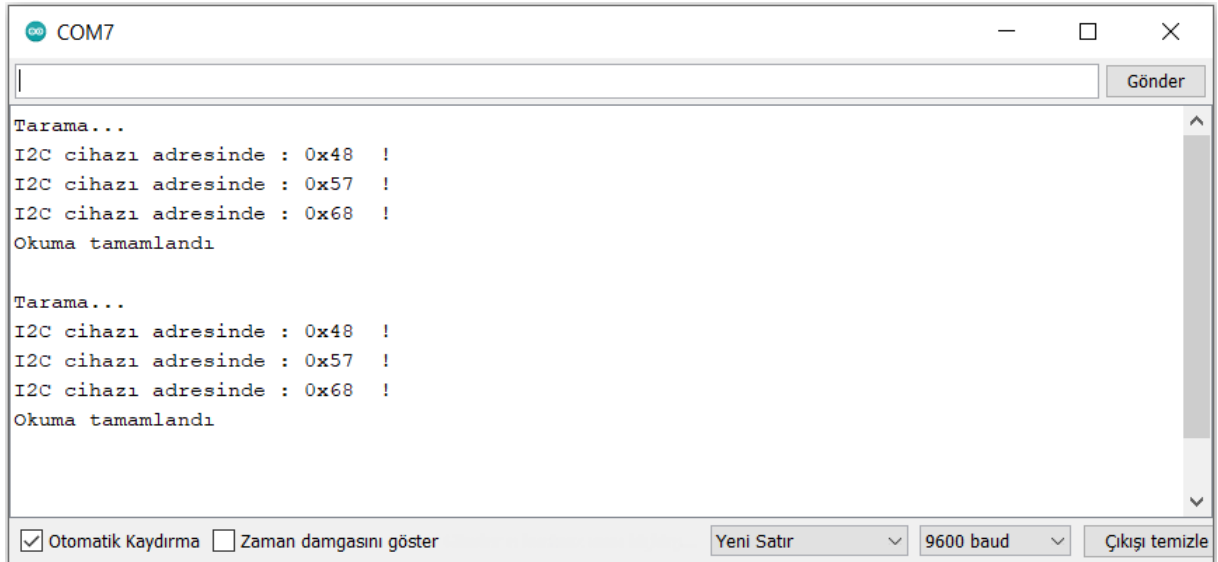 COM7
Gönder
Tarama...
I2C cihazı adresinde : 0x48  !
I2C cihazı adresinde : 0x57  !
I2C cihazı adresinde : 0x68  !
Okuma tamamlandı
Tarama...
I2C cihazı adresinde : 0x48  !
I2C cihazı adresinde : 0x57  !
I2C cihazı adresinde : 0x68  !
Okuma tamamlandı
Otomatik Kaydırma Zaman damgasını göster Yeni Satır 9600 baud Çıkışı temizle